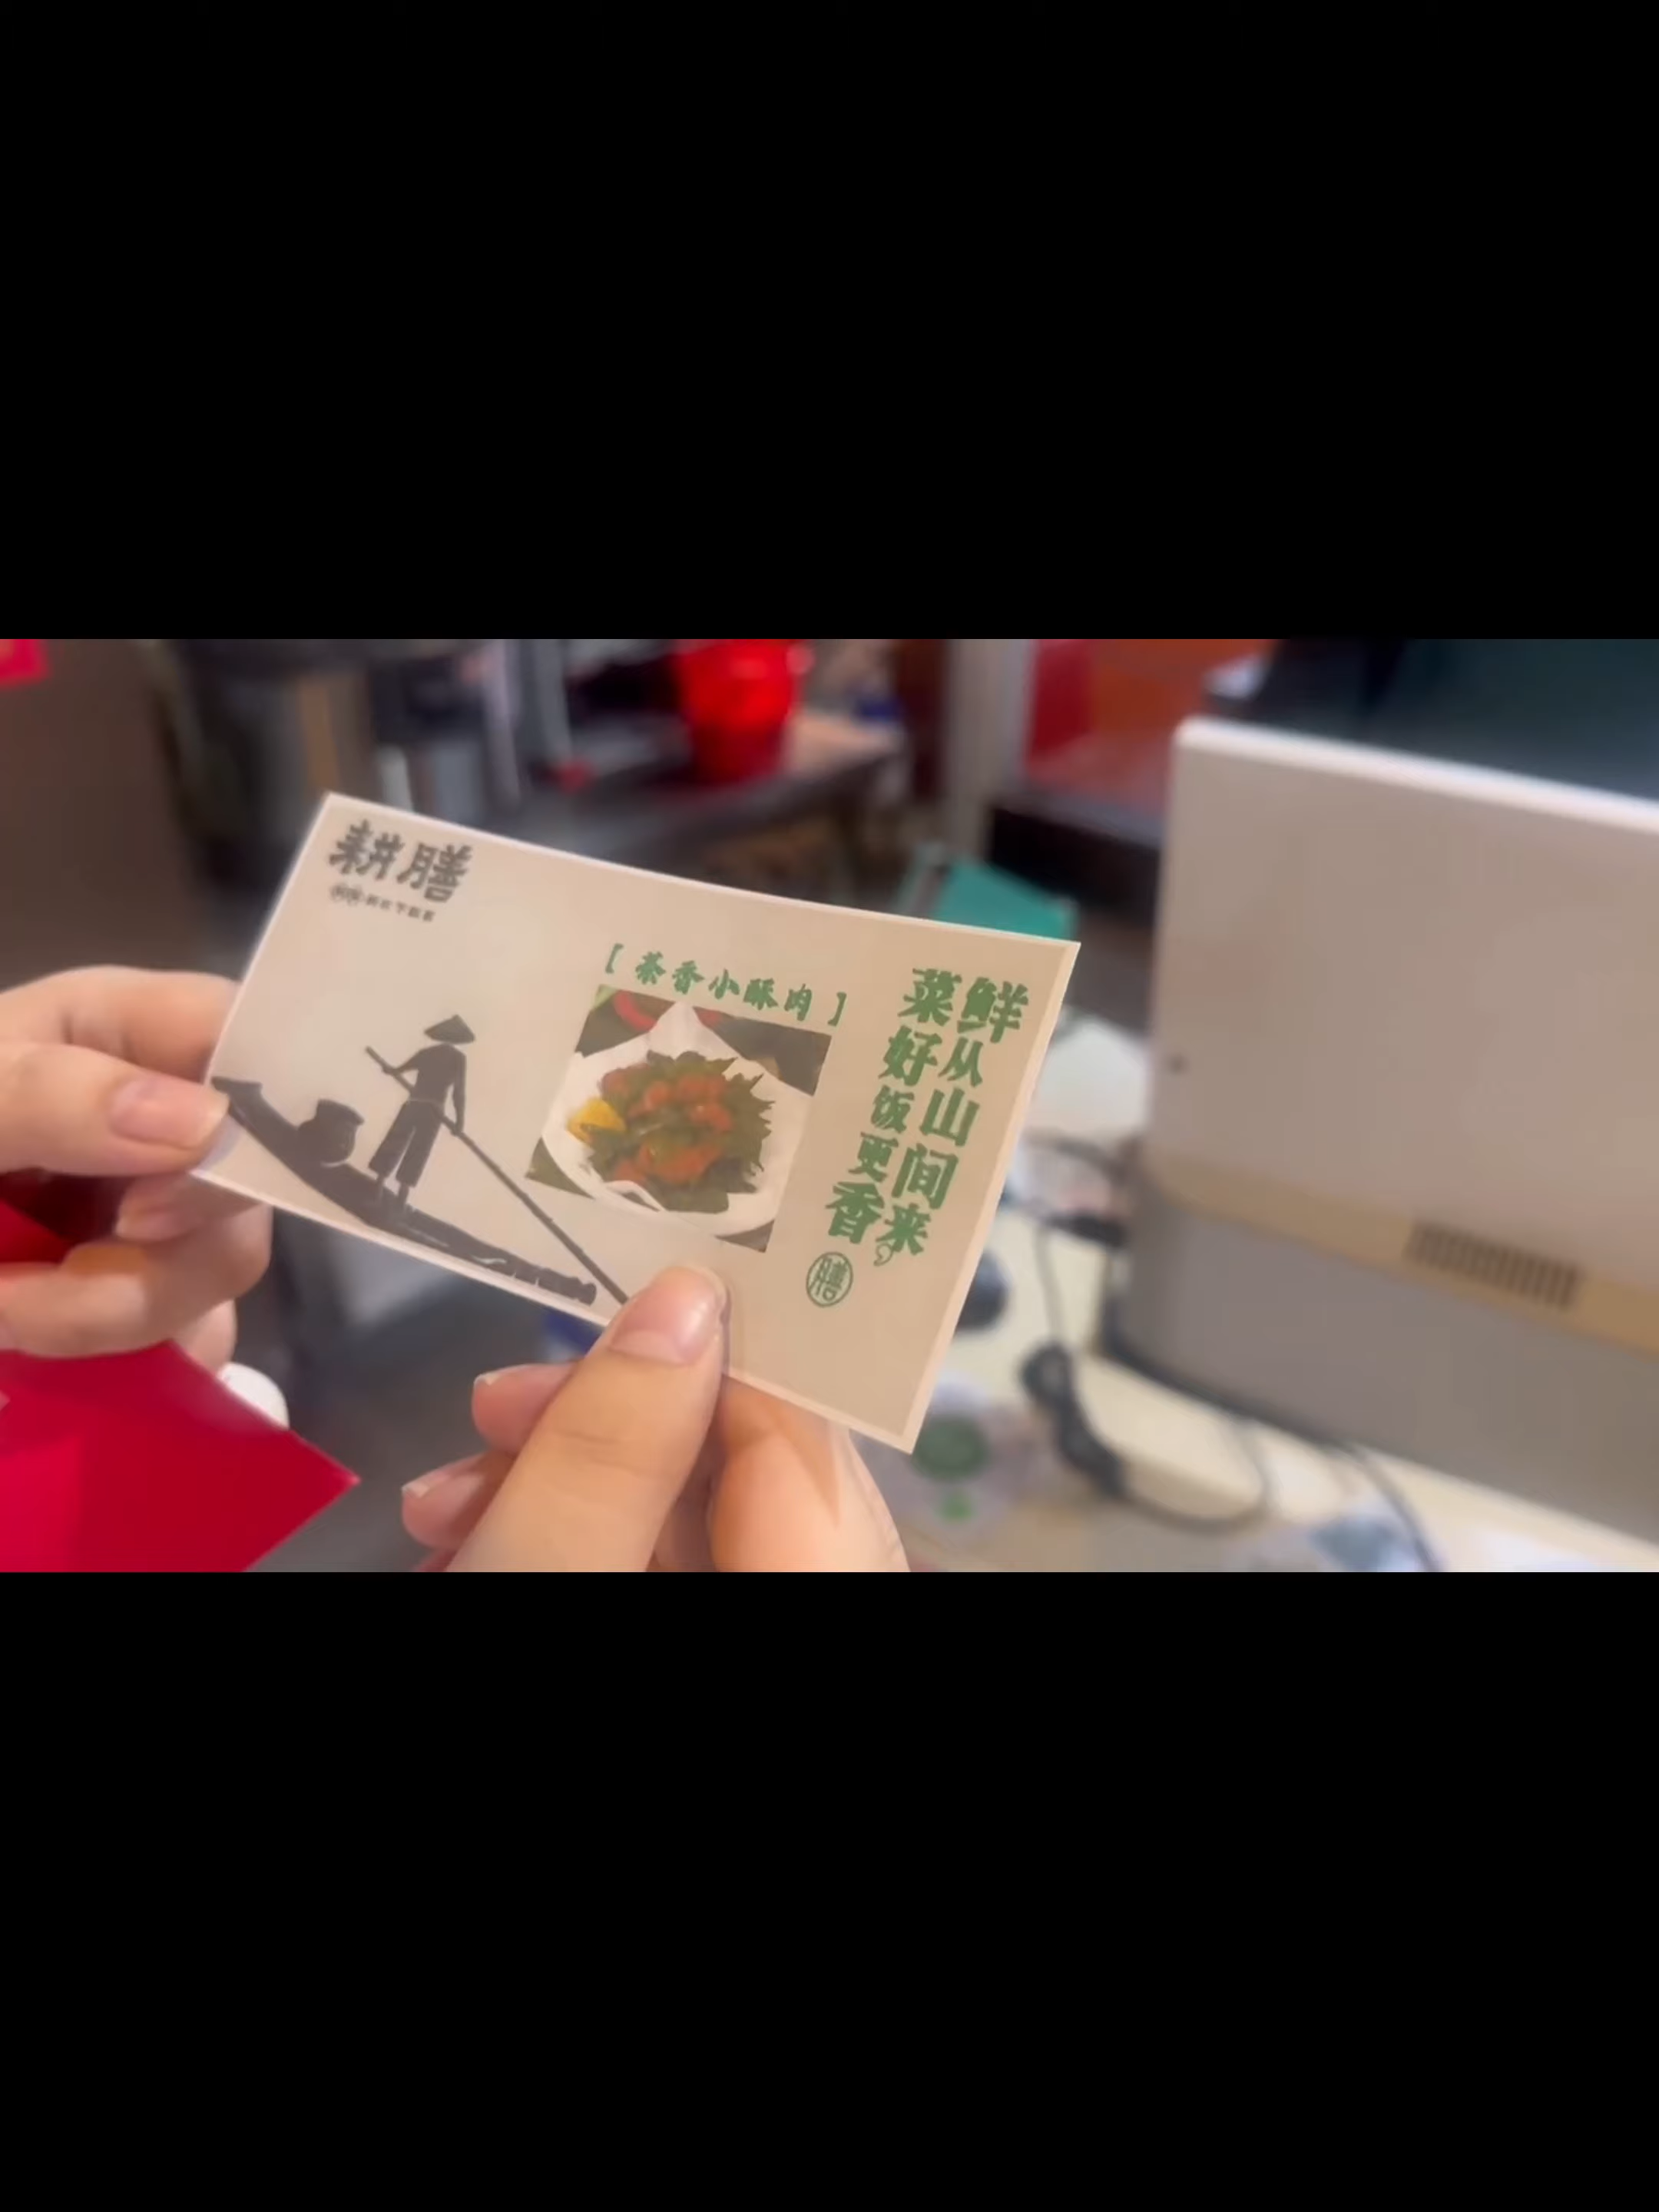 耕膳
【茶香小酥肉】
鲜从山间来，
菜好饭更香
膳